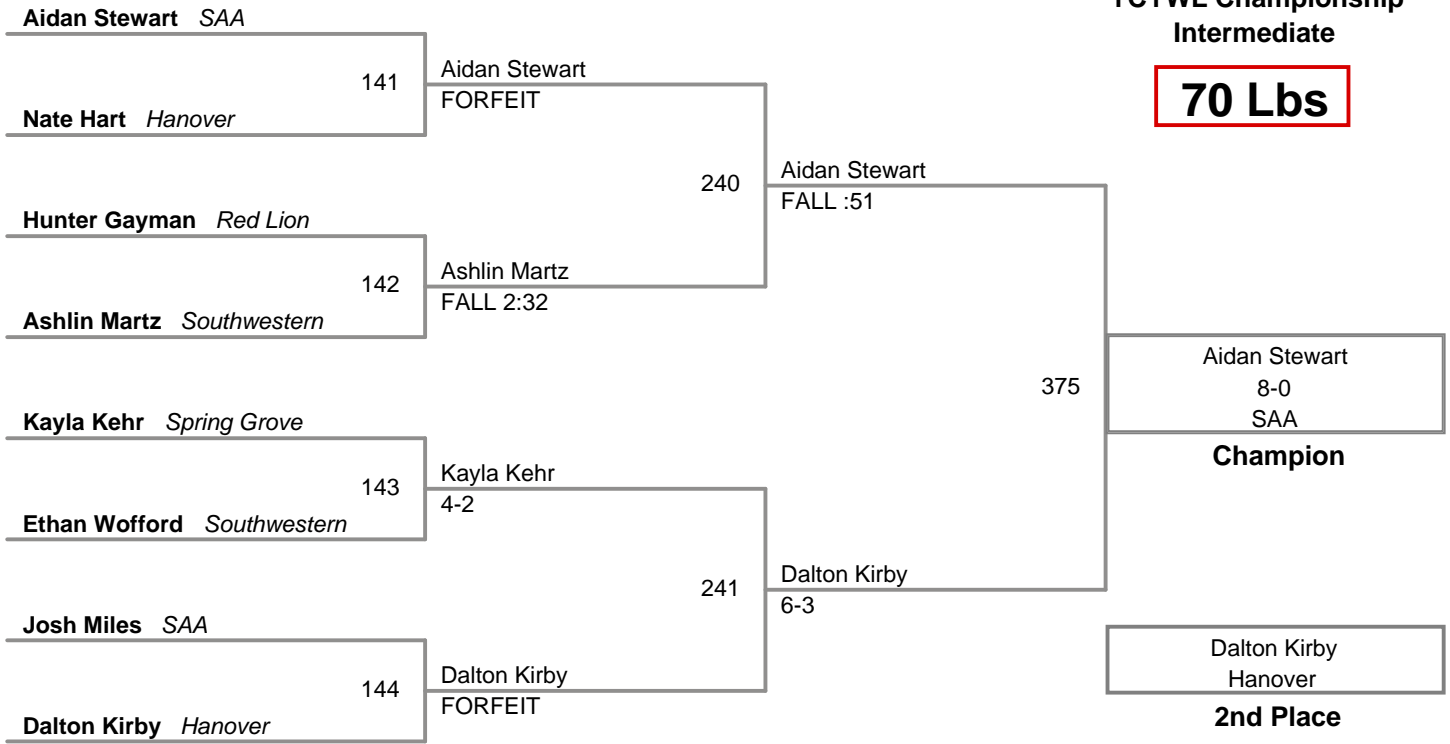 TCTWL Championship
Intermediate
70 Lbs
Aidan Stewart SAA
141
Nate Hart Hanover
Aidan Stewart
FORFEIT
Hunter Gayman Red Lion
142
Ashlin Martz Southwestern
Ashlin Martz
FALL 2:32
240
Aidan Stewart
FALL :51
Kayla Kehr Spring Grove
143
Ethan Wofford Southwestern
Kayla Kehr
4-2
Josh Miles SAA
144
Dalton Kirby Hanover
Dalton Kirby
FORFEIT
241
Dalton Kirby
6-3
375
Aidan Stewart
8-0
SAA
Champion
Dalton Kirby
Hanover
2nd Place